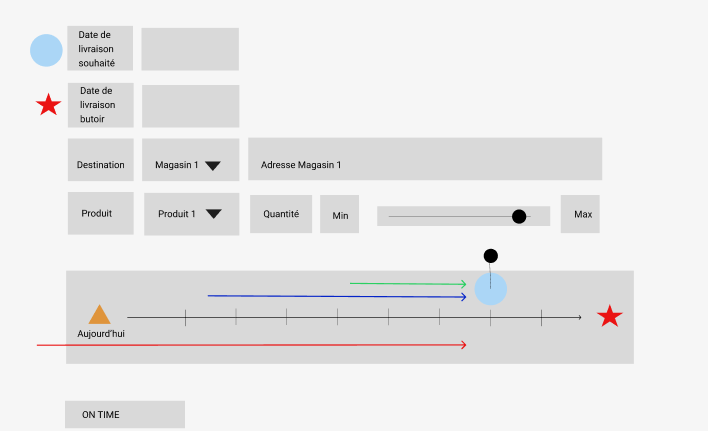 Date de
livraison
souhaité
Date de
livraison
butoir
Destination
Magasin 1
Adresse Magasin 1
Produit
Produit 1
Quantité
Min
Max
Aujourd'hui
ON TIME